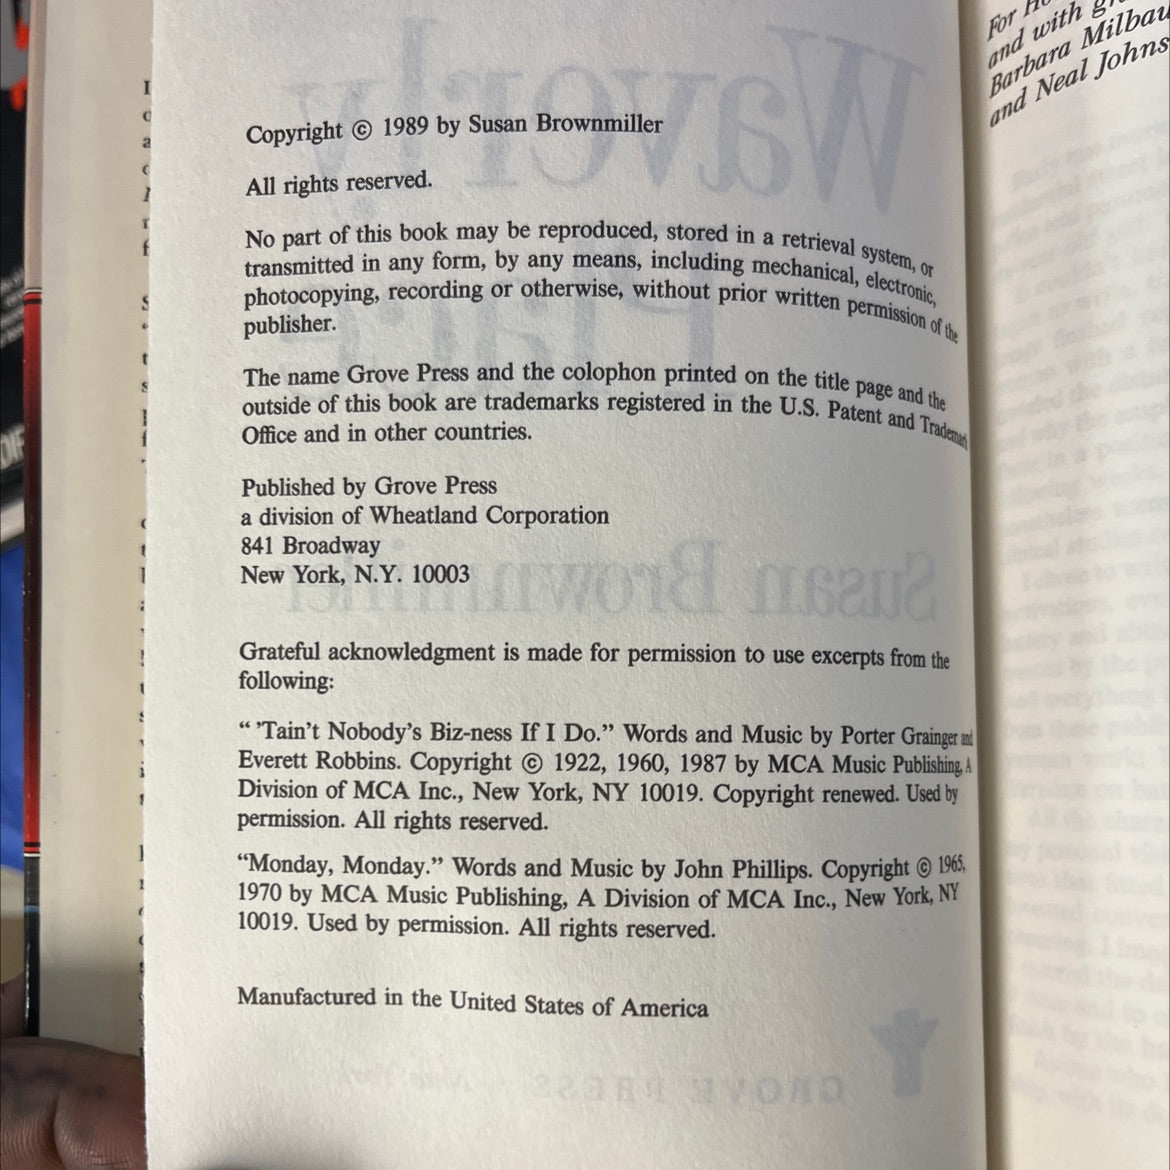 Copyright © 1989 by Susan Brownmiller
All rights reserved.
No part of this book may be reproduced, stored in a retrieval system, or
transmitted in any form, by any means, including mechanical, electronic,
photocopying, recording or otherwise, without prior written permission of the
publisher.
The name Grove Press and the colophon printed on the title page and the
outside of this book are trademarks registered in the U.S. Patent and Trademark
Office and in other countries.
Published by Grove Press
a division of Wheatland Corporation
841 Broadway
New York, N.Y. 10003
Grateful acknowledgment is made for permission to use excerpts from the
following:
“ ’Tain't Nobody's Biz-ness If I Do.” Words and Music by Porter Grainger and
Everett Robbins. Copyright © 1922, 1960, 1987 by MCA Music Publishing, A
Division of MCA Inc., New York, NY 10019. Copyright renewed. Used by
permission. All rights reserved.
“Monday, Monday.” Words and Music by John Phillips. Copyright © 1965,
1970 by MCA Music Publishing, A Division of MCA Inc., New York, NY
10019. Used by permission. All rights reserved.
Manufactured in the United States of America
For
and with
Barbara
and Neal